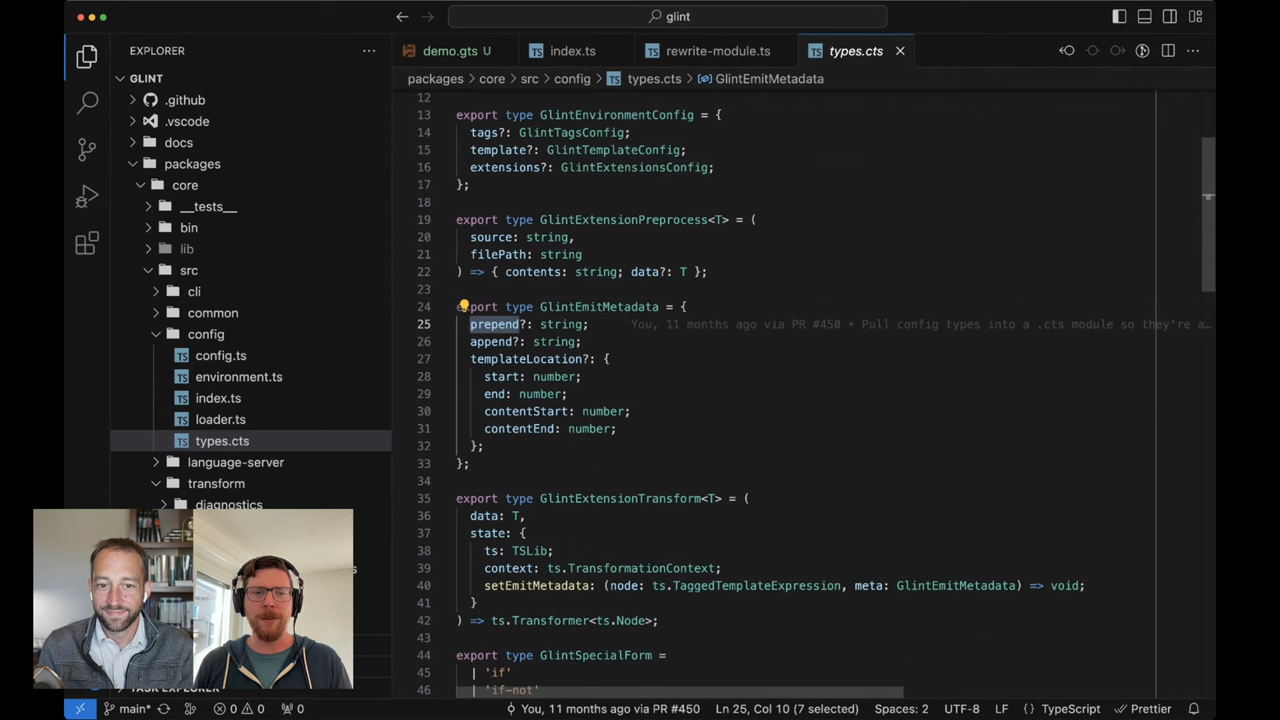 glint
EXPLORER
demo.gts U
index.ts
rewrite-module.ts
types.cts
GLINT
packages
core
src
config
types.cts
GlintEmitMetadata
.github
.vscode
docs
packages
core
__tests__
bin
lib
src
cli
common
config
config.ts
environment.ts
index.ts
loader.ts
types.cts
language-server
transform
diagnostics
TASK EXPLORER
12
13 export type GlintEnvironmentConfig = {
14 tags?: GlintTagsConfig;
15 template?: GlintTemplateConfig;
16 extensions?: GlintExtensionsConfig;
17 };
18
19 export type GlintExtensionPreprocess<T> = (
20 source: string,
21 filePath: string
22 ) => { contents: string; data?: T };
23
24 export type GlintEmitMetadata = {
25 prepend?: string; You, 11 months ago via PR #450 • Pull config types into a .cts module so they're a…
26 append?: string;
27 templateLocation?: {
28 start: number;
29 end: number;
30 contentStart: number;
31 contentEnd: number;
32 };
33 };
34
35 export type GlintExtensionTransform<T> = (
36 data: T,
37 state: {
38 ts: TSLib;
39 context: ts.TransformationContext;
40 setEmitMetadata: (node: ts.TaggedTemplateExpression, meta: GlintEmitMetadata) => void;
41 }
42 ) => ts.Transformer<ts.Node>;
43
44 export type GlintSpecialForm =
45 | 'if'
46 | 'if-not'
main* 0 0 0 You, 11 months ago via PR #450 Ln 25, Col 10 (7 selected) Spaces: 2 UTF-8 LF {} TypeScript Prettier